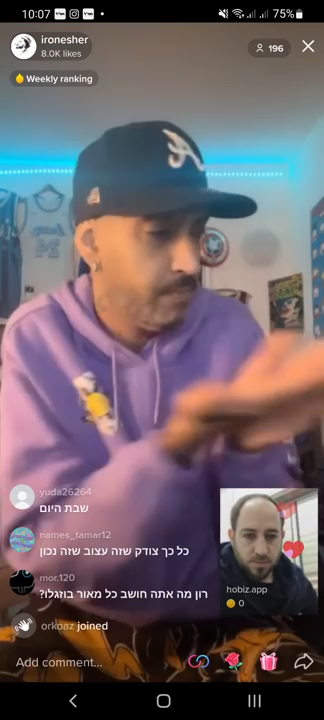 10:07
75%
ironesher
8.0K likes
196
Weekly ranking
yuda26264
שבת היום
names_tamar12
כל כך צודק שזה עצוב שזה נכון
mor.120
רון מה אתה חושב כל מאור בוזגלו?
hobiz.app
0
orkoaz joined
Add comment...